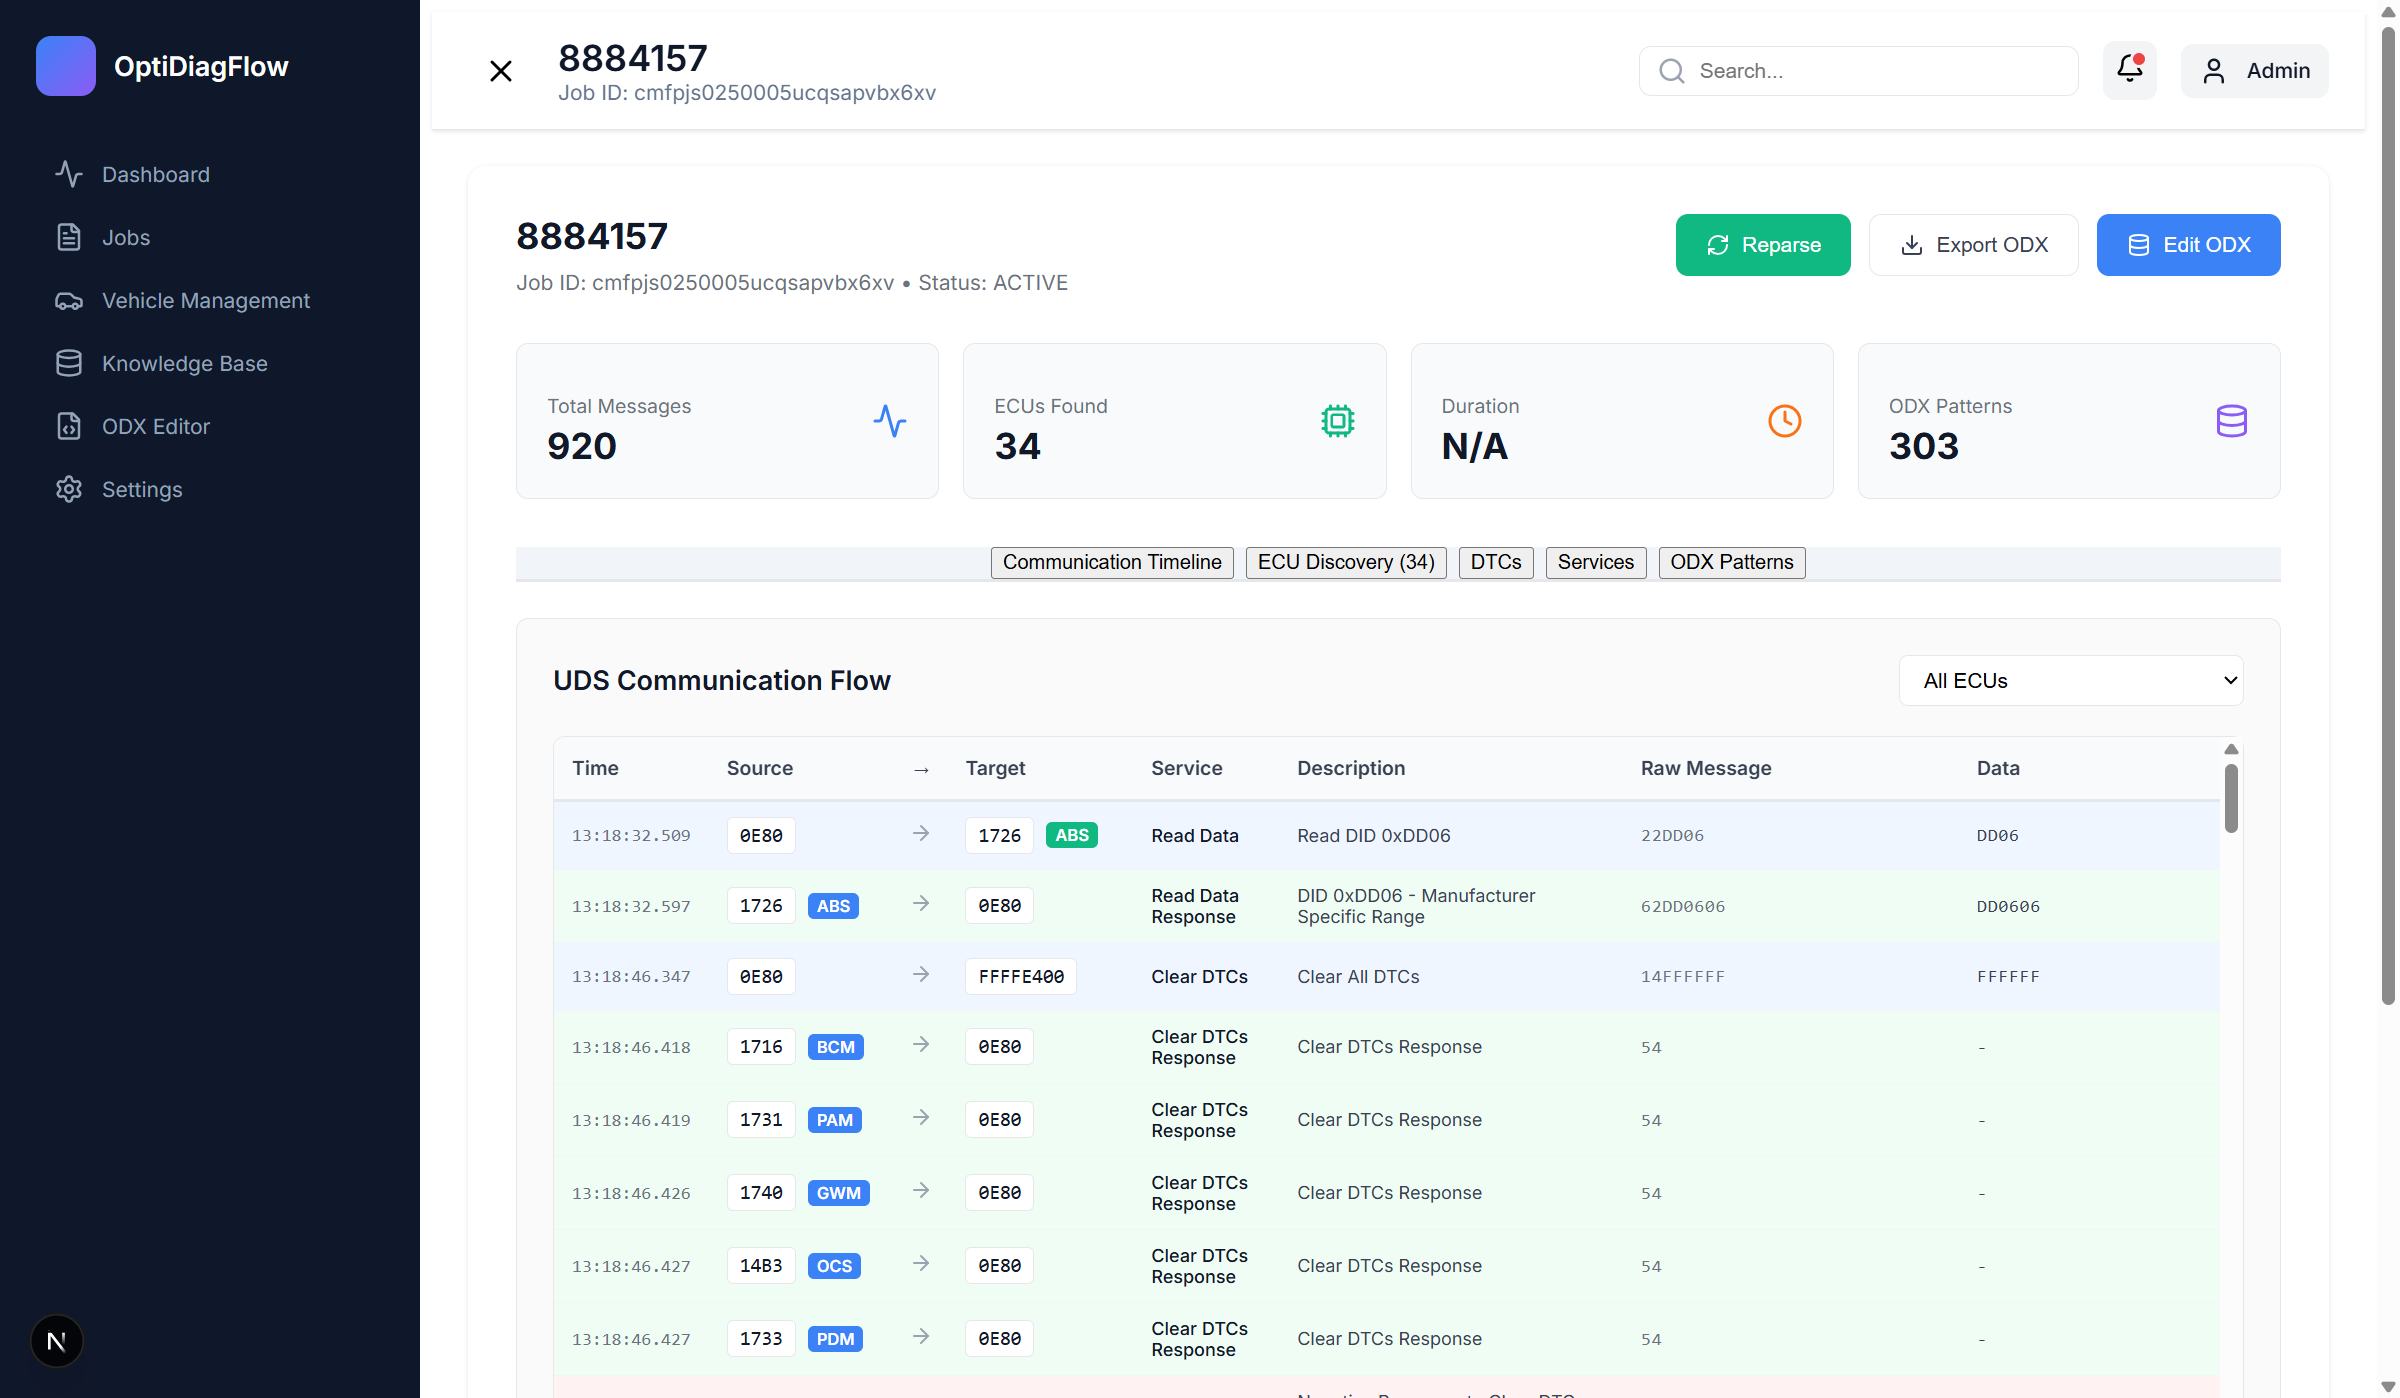 OptiDiagFlow
Dashboard
Jobs
Vehicle Management
Knowledge Base
ODX Editor
Settings
N
8884157
Job ID: cmfpjs0250005ucqsapvbx6xv
Search...
Admin
8884157
Job ID: cmfpjs0250005ucqsapvbx6xv • Status: ACTIVE
Reparse
Export ODX
Edit ODX
Total Messages
920
ECUs Found
34
Duration
N/A
ODX Patterns
303
Communication Timeline ECU Discovery (34) DTCs Services ODX Patterns
UDS Communication Flow
All ECUs
Time Source → Target Service Description Raw Message Data
13:18:32.509 0E80 → 1726 ABS Read Data Read DID 0xDD06 22DD06 DD06
13:18:32.597 1726 ABS → 0E80 Read Data Response DID 0xDD06 - Manufacturer Specific Range 62DD0606 DD0606
13:18:46.347 0E80 → FFFFE400 Clear DTCs Clear All DTCs 14FFFFFF FFFFFF
13:18:46.418 1716 BCM → 0E80 Clear DTCs Response Clear DTCs Response 54 -
13:18:46.419 1731 PAM → 0E80 Clear DTCs Response Clear DTCs Response 54 -
13:18:46.426 1740 GWM → 0E80 Clear DTCs Response Clear DTCs Response 54 -
13:18:46.427 14B3 OCS → 0E80 Clear DTCs Response Clear DTCs Response 54 -
13:18:46.427 1733 PDM → 0E80 Clear DTCs Response Clear DTCs Response 54 -